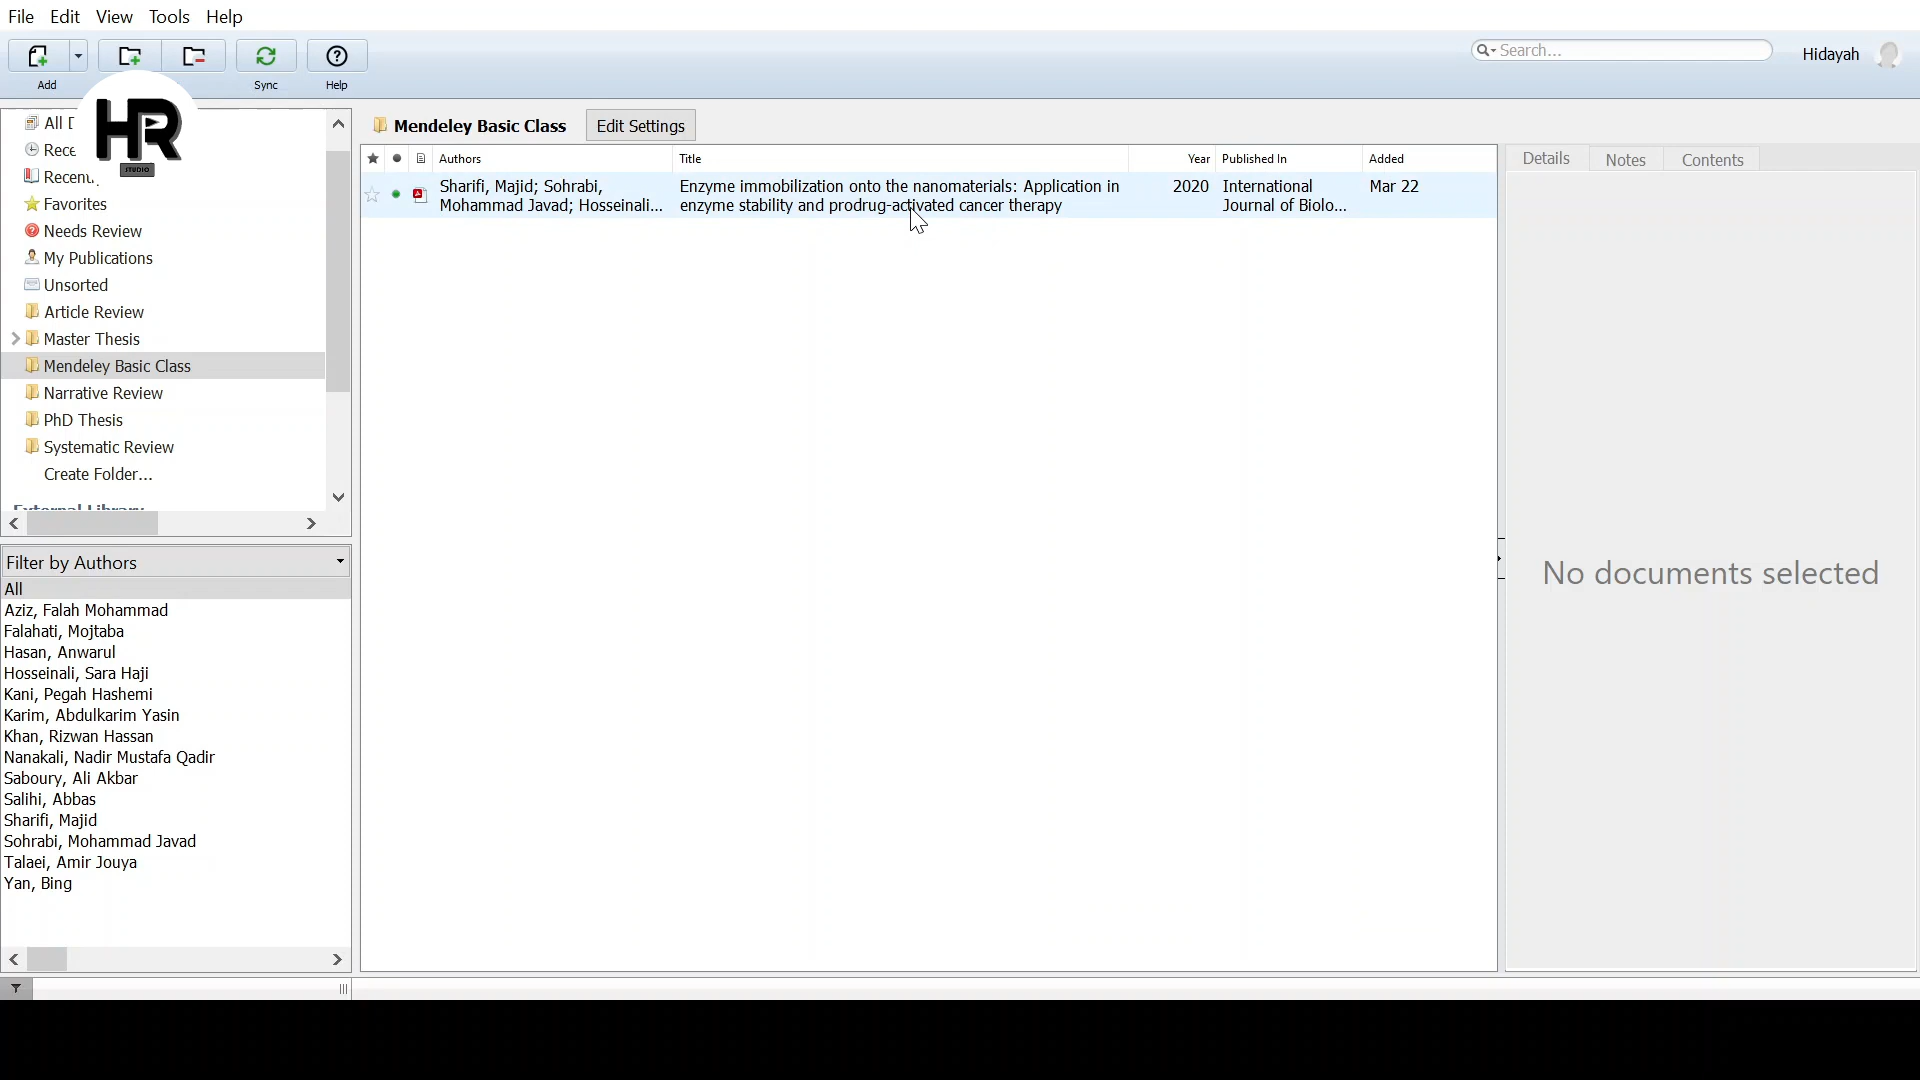 File Edit View Tools Help
Add
Sync
Help
Search...
Hidayah
HR
STUDIO
All
Recently
Favorites
Needs Review
My Publications
Unsorted
Article Review
Master Thesis
Mendeley Basic Class
Narrative Review
PhD Thesis
Systematic Review
Create Folder...
External Library
Filter by Authors
All
Aziz, Falah Mohammad
Falahati, Mojtaba
Hasan, Anwarul
Hosseinali, Sara Haji
Kani, Pegah Hashemi
Karim, Abdulkarim Yasin
Khan, Rizwan Hassan
Nanakali, Nadir Mustafa Qadir
Saboury, Ali Akbar
Salihi, Abbas
Sharifi, Majid
Sohrabi, Mohammad Javad
Talaei, Amir Jouya
Yan, Bing
Mendeley Basic Class Edit Settings
Authors Title Year Published In Added
Sharifi, Majid; Sohrabi, Enzyme immobilization onto the nanomaterials: Application in 2020 International Mar 22
Mohammad Javad; Hosseinali... enzyme stability and prodrug-activated cancer therapy Journal of Biolo...
Details Notes Contents
No documents selected